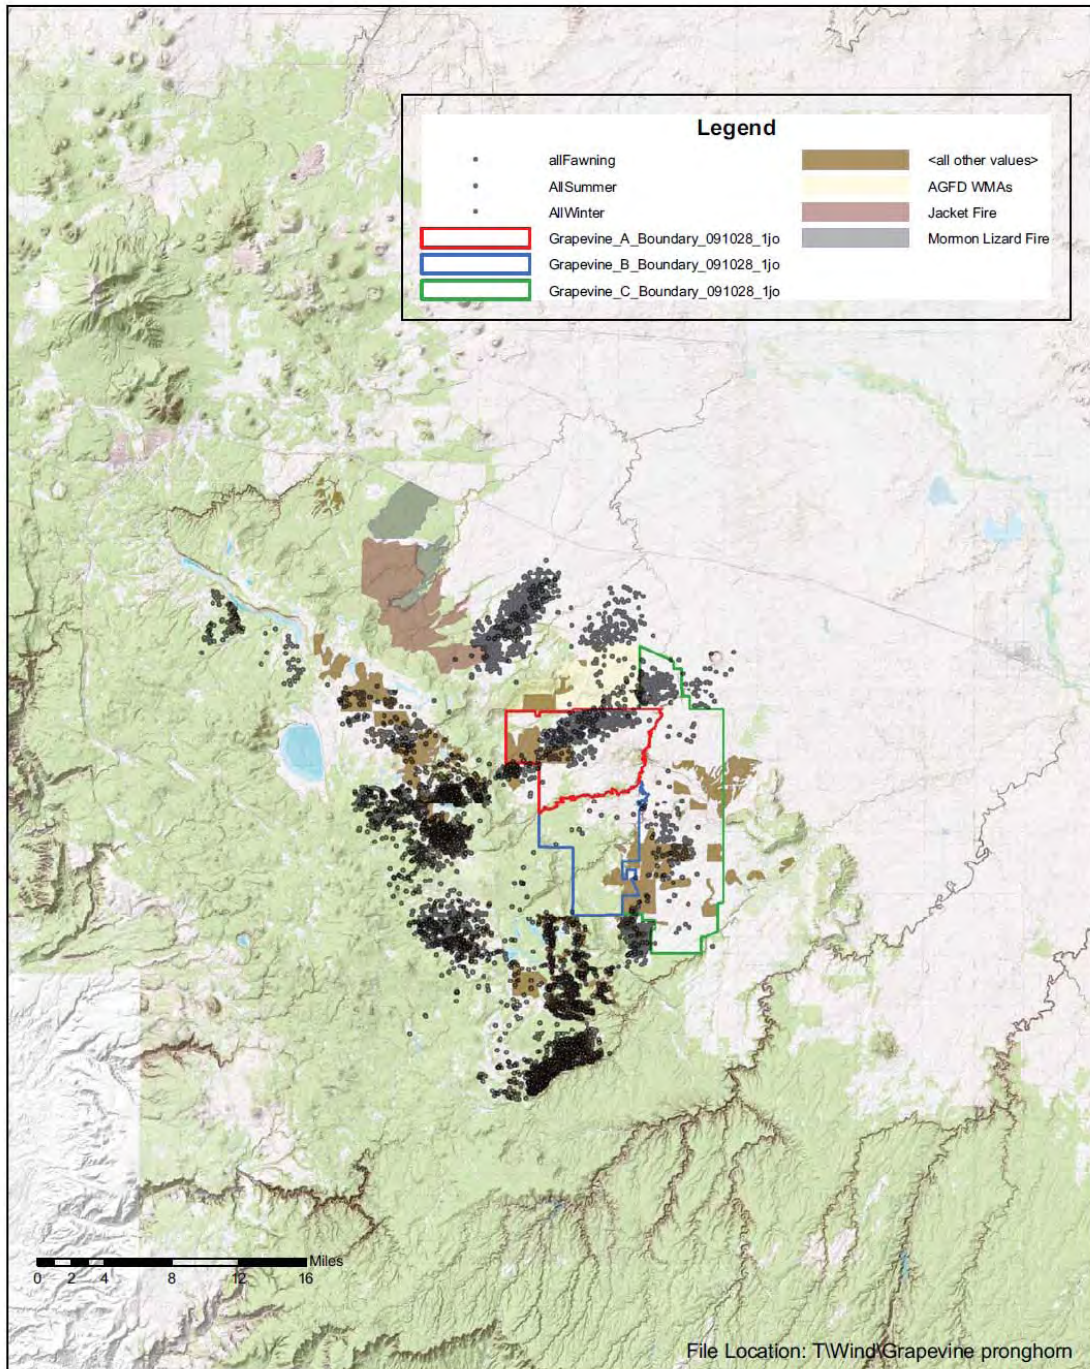 Legend
allFawning
AllSummer
AllWinter
Grapevine_A_Boundary_091028_1jo
Grapevine_B_Boundary_091028_1jo
Grapevine_C_Boundary_091028_1jo
<all other values>
AGFD WMAs
Jacket Fire
Mormon Lizard Fire
Miles
0 2 4 8 12 16
File Location: T\Wind\Grapevine pronghorn